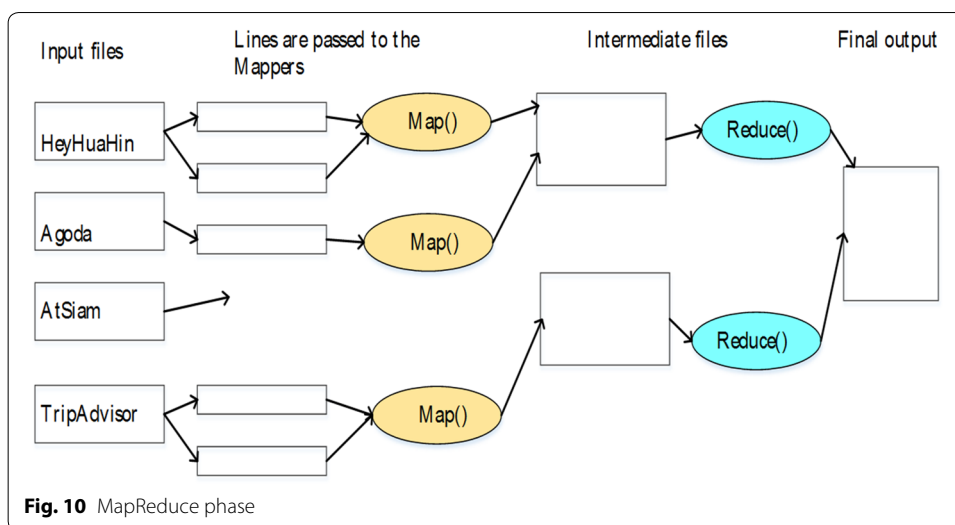 Input files
Lines are passed to the
Mappers
Intermediate files
Final output
HeyHuaHin
Map()
Reduce()
Agoda
Map()
AtSiam
Reduce()
TripAdvisor
Map()
Fig. 10 MapReduce phase